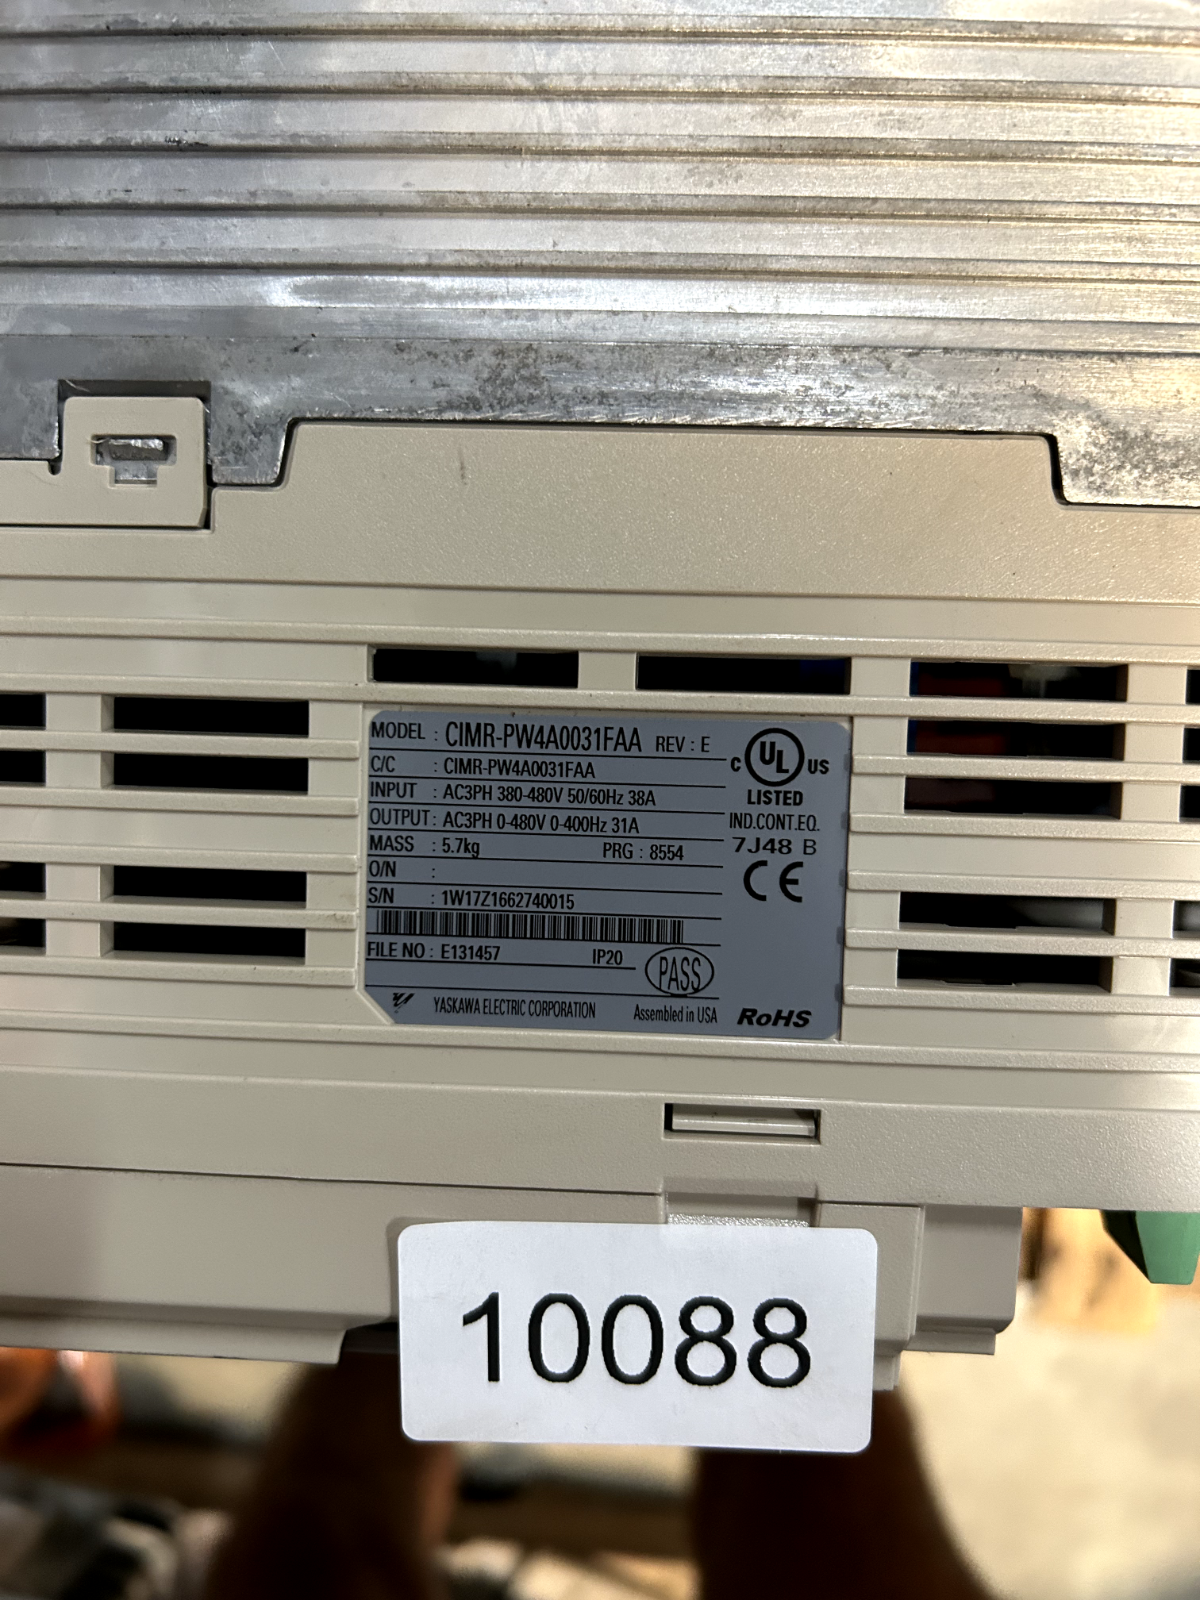 MODEL : CIMR-PW4A0031FAA REV : E
C/C : CIMR-PW4A0031FAA
INPUT : AC3PH 380-480V 50/60Hz 38A
OUTPUT : AC3PH 0-480V 0-400Hz 31A
MASS : 5.7kg PRG : 8554
O/N :
S/N : 1W17Z1662740015
FILE NO : E131457 IP20
PASS
YASKAWA ELECTRIC CORPORATION Assembled in USA
C UL US
LISTED
IND.CONT.EQ.
7J48 B
CE
RoHS
10088